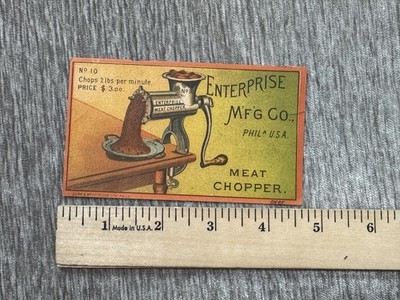 No 10
Chops 2 lbs per minute.
PRICE $3.00.
ENTERPRISE
M'F'G CO.,
PHILA U.S.A.
ENTERPRISE
MEAT CHOPPER.
MEAT
CHOPPER.
1 Made in U.S.A. 2 3 4 5 6